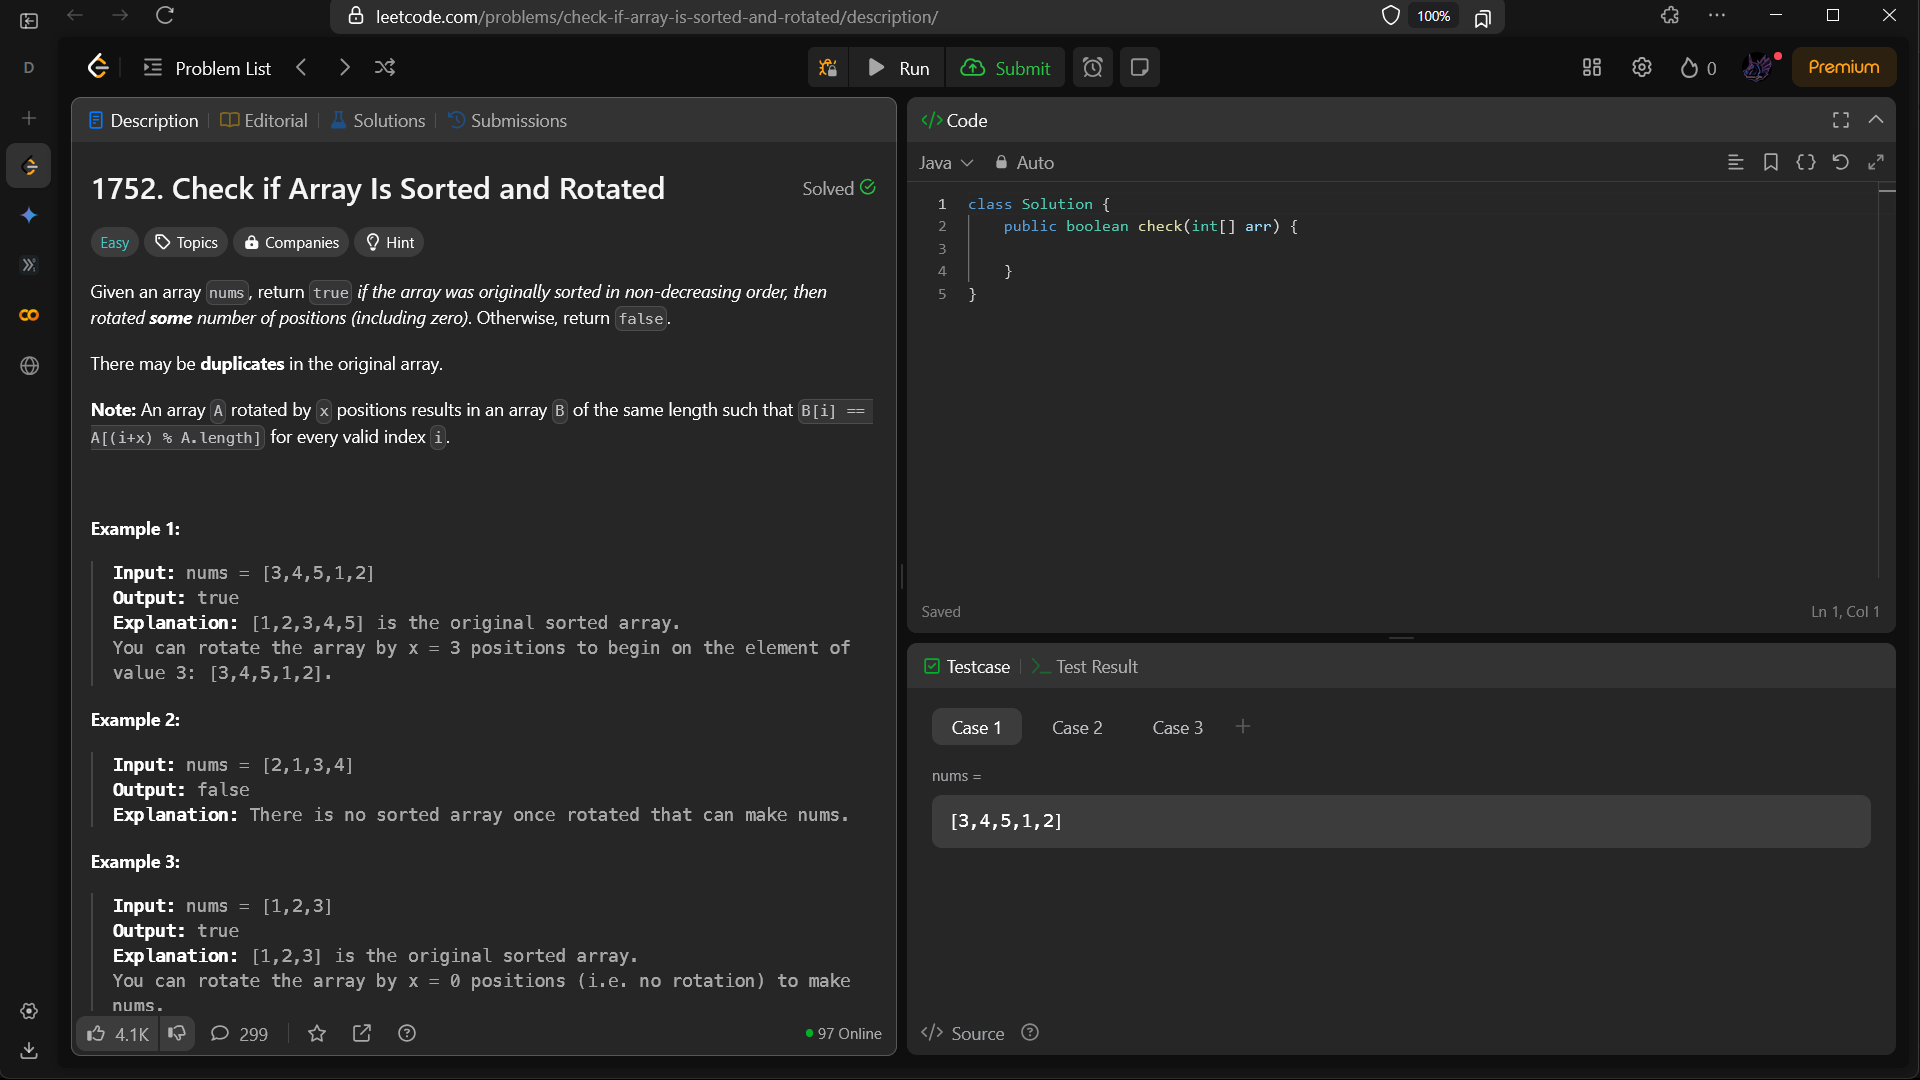 leetcode.com/problems/check-if-array-is-sorted-and-rotated/description/
100%
D
Problem List
Run
Submit
0
Premium
Description
Editorial
Solutions
Submissions
1752. Check if Array Is Sorted and Rotated
Solved
Easy
Topics
Companies
Hint
Given an array nums, return true if the array was originally sorted in non-decreasing order, then
rotated some number of positions (including zero). Otherwise, return false.
There may be duplicates in the original array.
Note: An array A rotated by x positions results in an array B of the same length such that B[i] ==
A[(i+x) % A.length] for every valid index i.
Example 1:
Input: nums = [3,4,5,1,2]
Output: true
Explanation: [1,2,3,4,5] is the original sorted array.
You can rotate the array by x = 3 positions to begin on the element of
value 3: [3,4,5,1,2].
Example 2:
Input: nums = [2,1,3,4]
Output: false
Explanation: There is no sorted array once rotated that can make nums.
Example 3:
Input: nums = [1,2,3]
Output: true
Explanation: [1,2,3] is the original sorted array.
You can rotate the array by x = 0 positions (i.e. no rotation) to make
nums.
4.1K
299
97 Online
</> Code
Java
Auto
1 class Solution {
2 public boolean check(int[] arr) {
3
4 }
5 }
Saved
Ln 1, Col 1
Testcase
Test Result
Case 1
Case 2
Case 3
nums =
[3,4,5,1,2]
</> Source